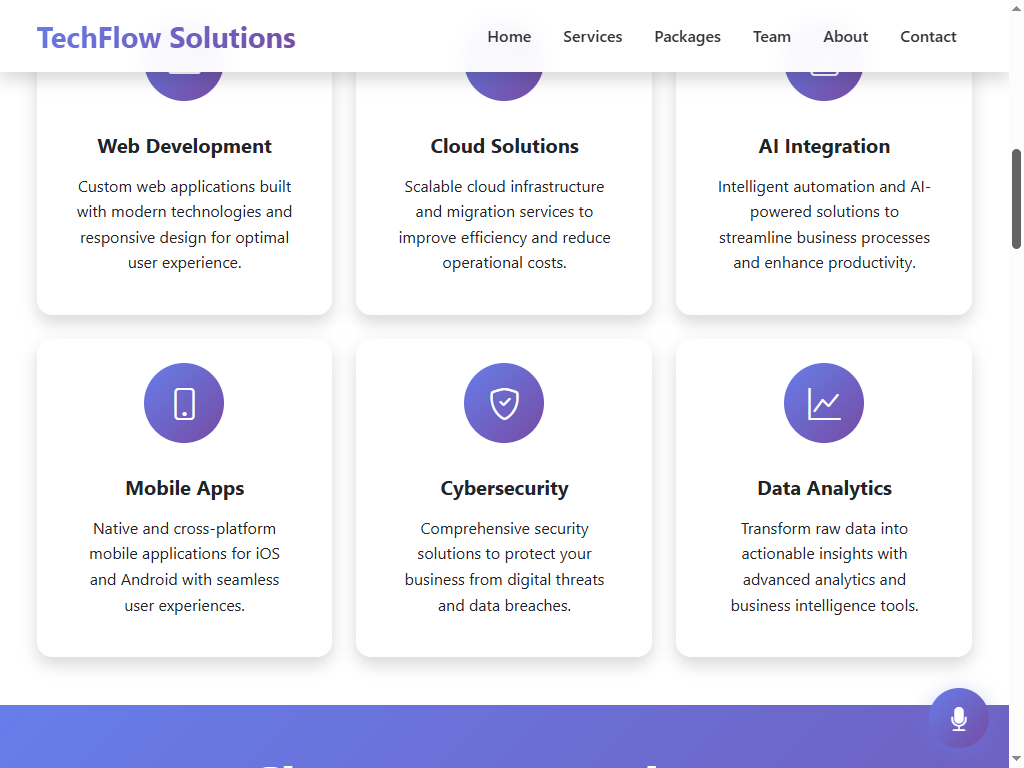 TechFlow Solutions
Home
Services
Packages
Team
About
Contact
Web Development
Custom web applications built
with modern technologies and
responsive design for optimal
user experience.
Cloud Solutions
Scalable cloud infrastructure
and migration services to
improve efficiency and reduce
operational costs.
AI Integration
Intelligent automation and AI-
powered solutions to
streamline business processes
and enhance productivity.
Mobile Apps
Native and cross-platform
mobile applications for iOS
and Android with seamless
user experiences.
Cybersecurity
Comprehensive security
solutions to protect your
business from digital threats
and data breaches.
Data Analytics
Transform raw data into
actionable insights with
advanced analytics and
business intelligence tools.